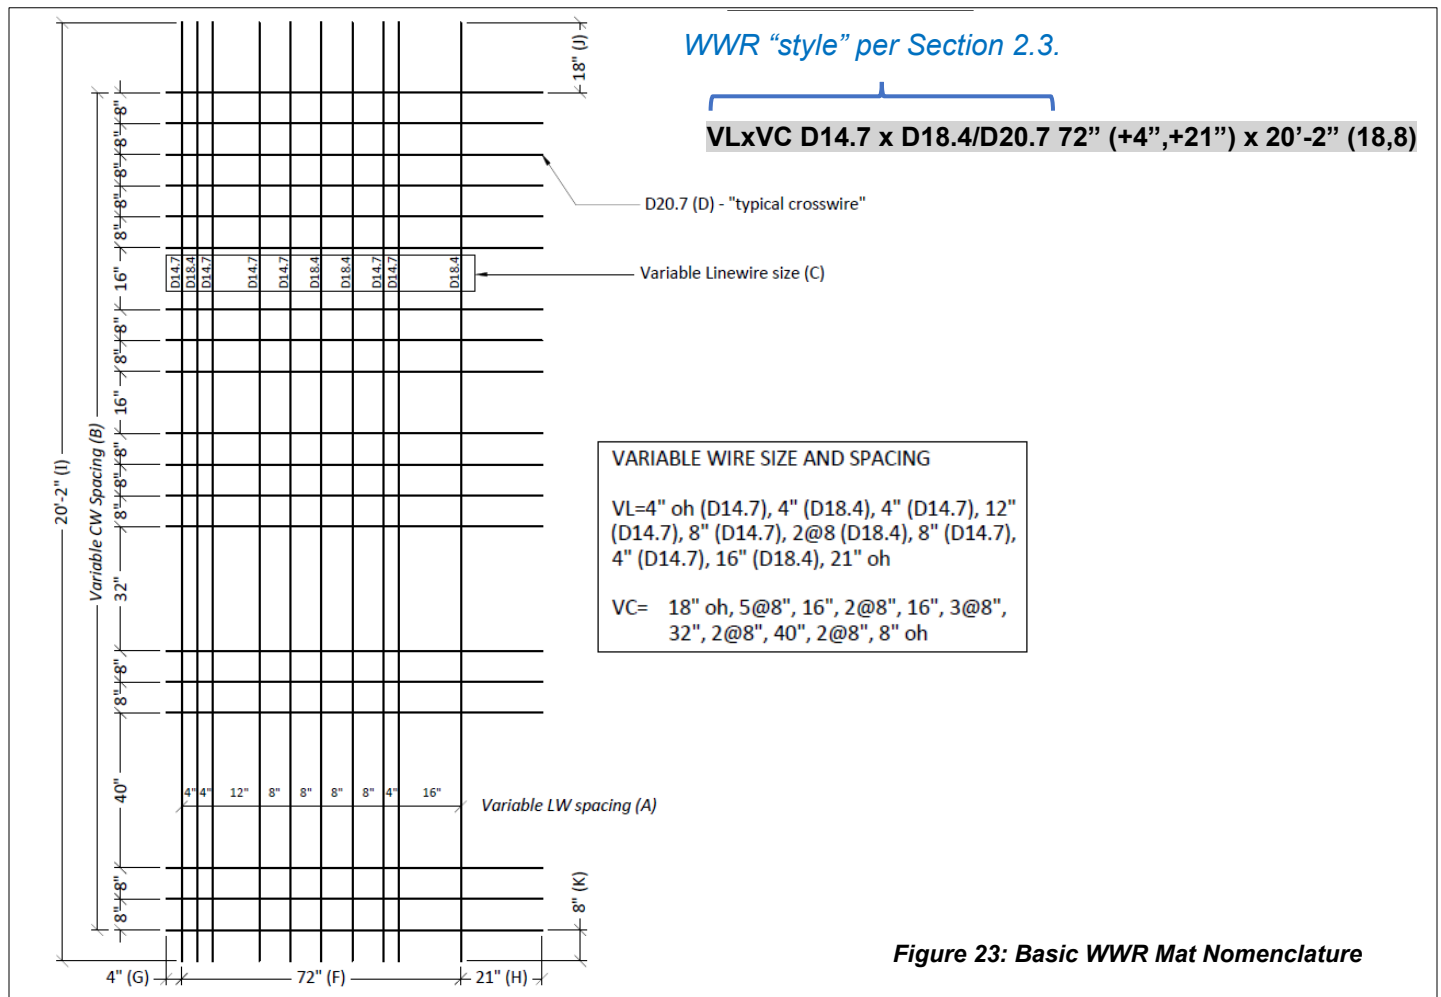 WWR “style” per Section 2.3.
VLxVC D14.7 x D18.4/D20.7 72” (+4”,+21”) x 20’-2” (18,8)
18" (J)
D20.7 (D) - "typical crosswire"
Variable Linewire size (C)
D14.7
D18.4
D14.7
D14.7
D14.7
D18.4
D18.4
D14.7
D14.7
D18.4
20'-2" (I)
Variable CW Spacing (B)
8"
8"
8"
8"
8"
16"
8"
8"
16"
8"
8"
8"
32"
8"
8"
40"
8"
8"
VARIABLE WIRE SIZE AND SPACING
VL=4" oh (D14.7), 4" (D18.4), 4" (D14.7), 12"
(D14.7), 8" (D14.7), 2@8 (D18.4), 8" (D14.7),
4" (D14.7), 16" (D18.4), 21" oh
VC= 18" oh, 5@8", 16", 2@8", 16", 3@8",
32", 2@8", 40", 2@8", 8" oh
4" 4" 12" 8" 8" 8" 8" 4" 16"
Variable LW spacing (A)
8" (K)
4" (G)
72" (F)
21" (H)
Figure 23: Basic WWR Mat Nomenclature